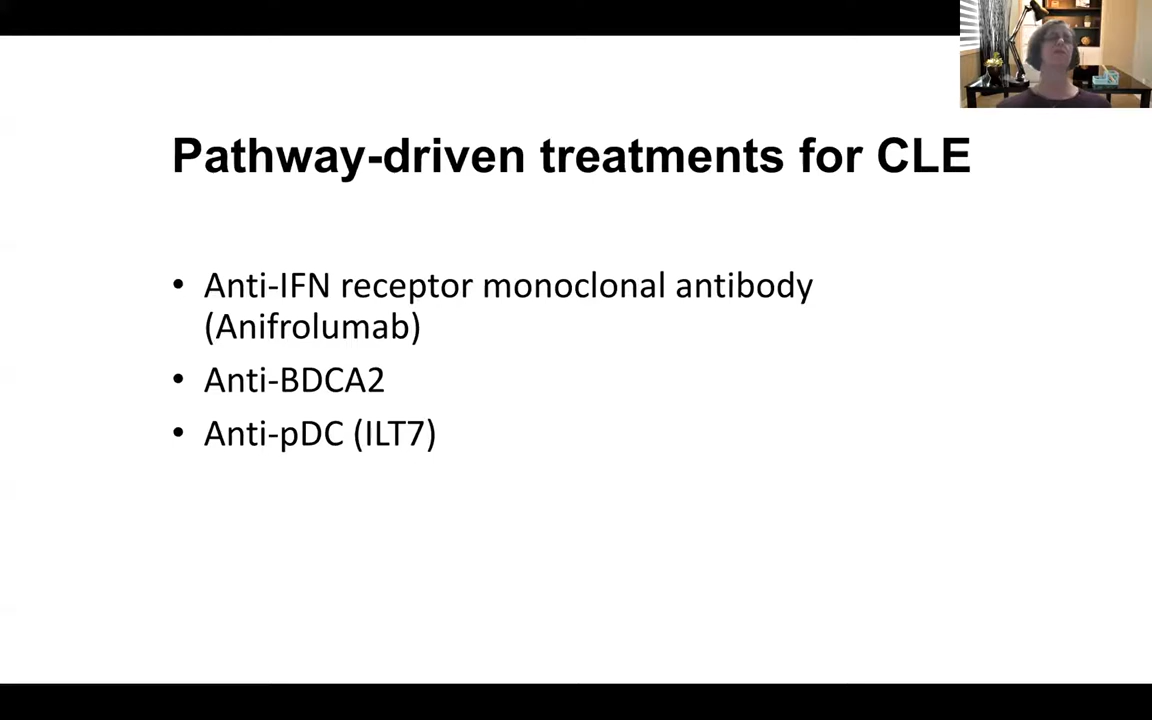 Pathway-driven treatments for CLE
• Anti-IFN receptor monoclonal antibody
(Anifrolumab)
• Anti-BDCA2
• Anti-pDC (ILT7)